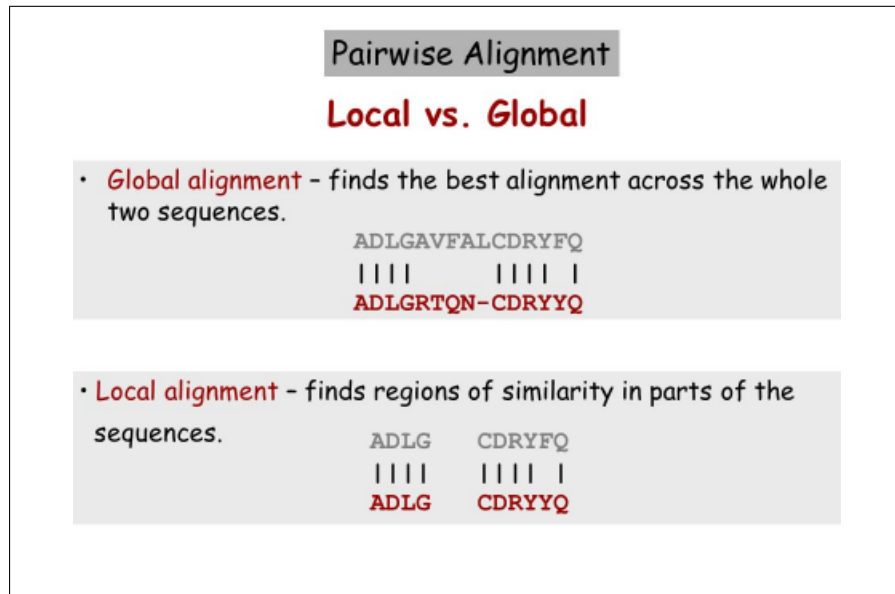 Pairwise Alignment
Local vs. Global
• Global alignment – finds the best alignment across the whole
two sequences.
ADLGAVFALCDRYFQ
|||| |||| |
ADLGRTQN-CDRYYQ
• Local alignment – finds regions of similarity in parts of the
sequences.
ADLG CDRYFQ
|||| |||| |
ADLG CDRYYQ